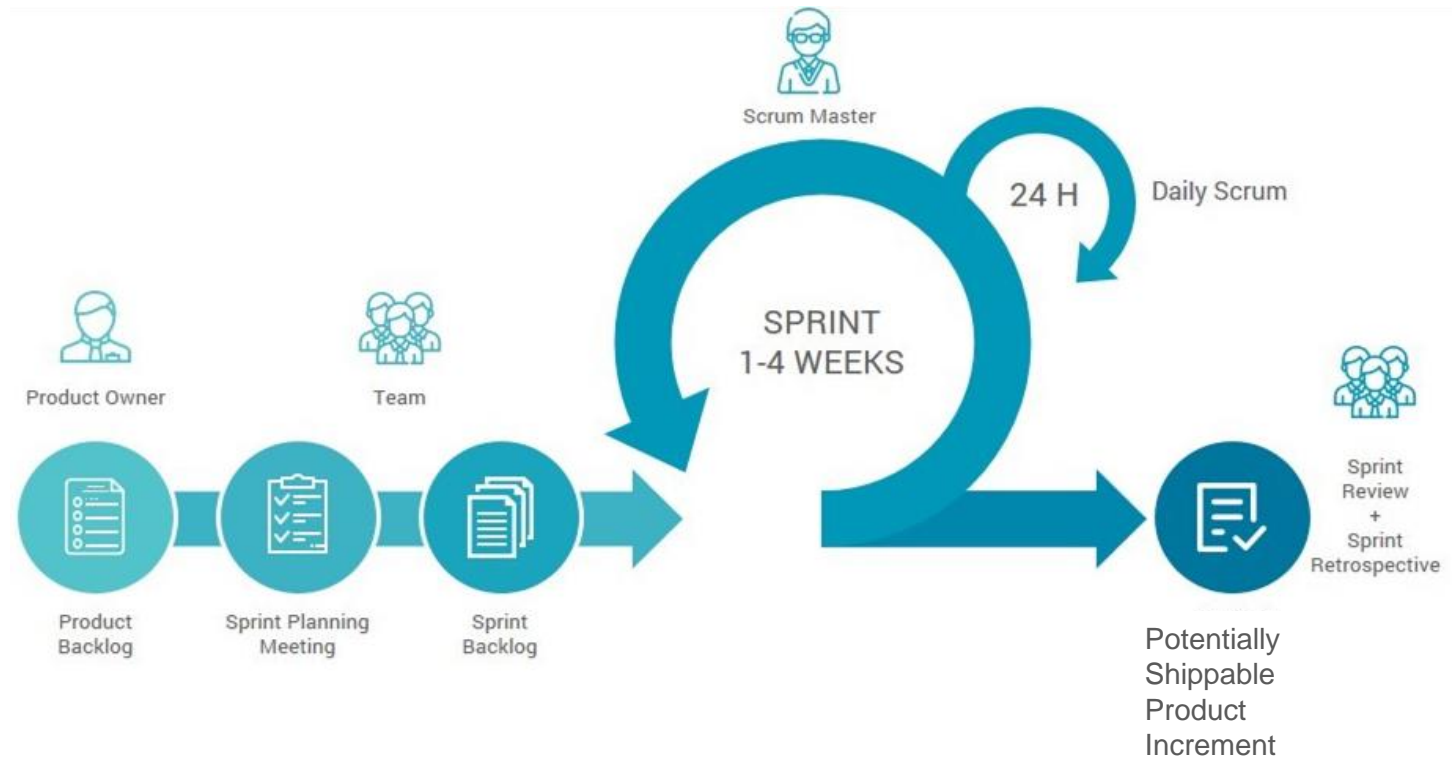 Scrum Master
24 H
Daily Scrum
SPRINT
1-4 WEEKS
Product Owner
Team
Product
Backlog
Sprint Planning
Meeting
Sprint
Backlog
Sprint
Review
+
Sprint
Retrospective
Potentially
Shippable
Product
Increment